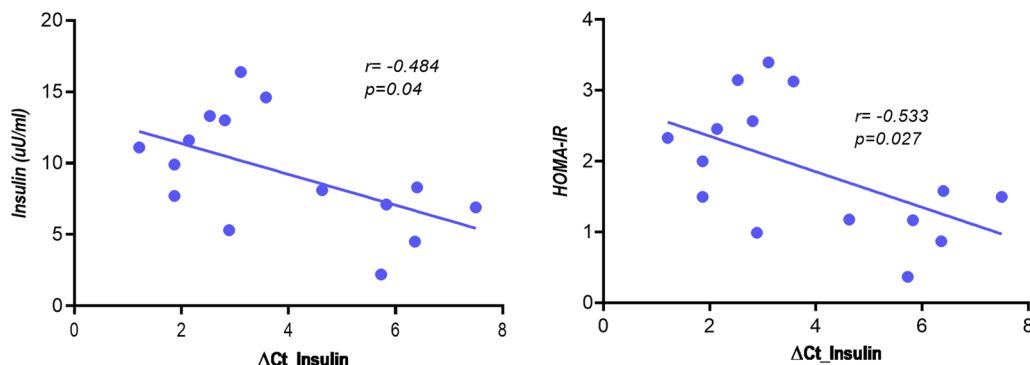 20
15
10
5
0
Insulin (uU/ml)
r= -0.484
p=0.04
0 2 4 6 8
ΔCt_Insulin
4
3
2
1
0
HOMA-IR
r= -0.533
p=0.027
0 2 4 6 8
ΔCt_Insulin